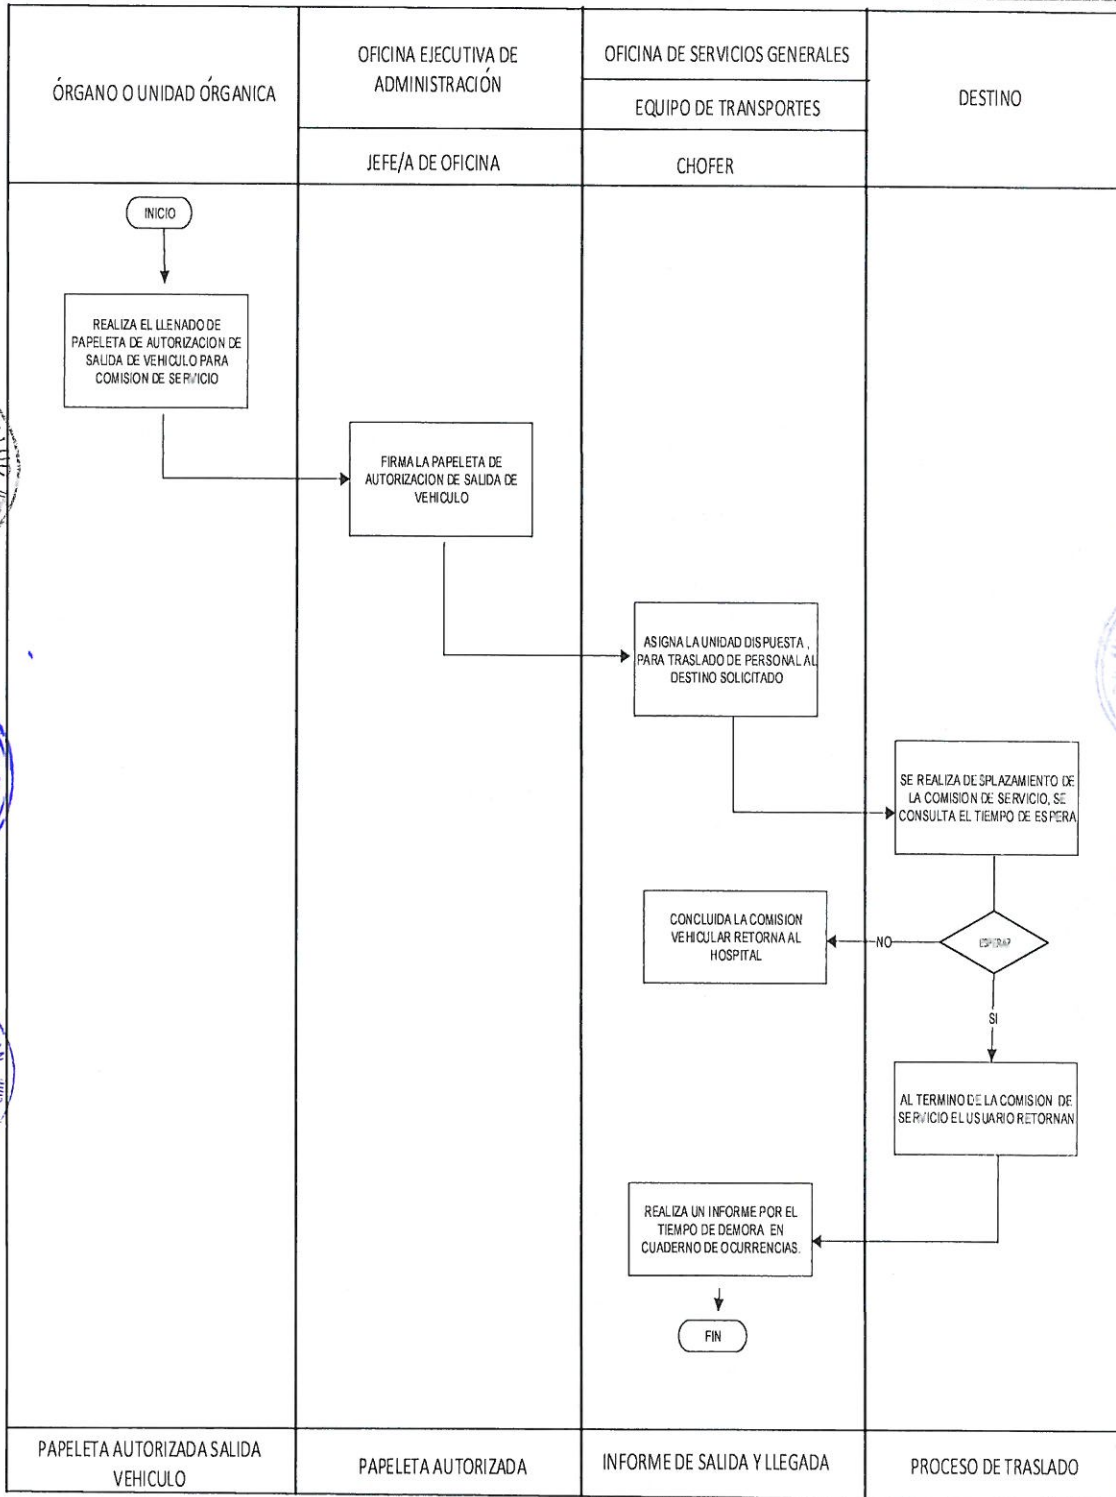 ÓRGANO O UNIDAD ÓRGANICA
OFICINA EJECUTIVA DE
ADMINISTRACIÓN
JEFE/A DE OFICINA
OFICINA DE SERVICIOS GENERALES
EQUIPO DE TRANSPORTES
CHOFER
DESTINO
INICIO
REALIZA EL LLENADO DE
PAPELETA DE AUTORIZACION DE
SALIDA DE VEHICULO PARA
COMISION DE SERVICIO
FIRMA LA PAPELETA DE
AUTORIZACION DE SALIDA DE
VEHICULO
ASIGNA LA UNIDAD DISPUESTA ,
PARA TRASLADO DE PERSONAL AL
DESTINO SOLICITADO
SE REALIZA DESPLAZAMIENTO DE
LA COMISION DE SERVICIO, SE
CONSULTA EL TIEMPO DE ESPERA
ESPERA?
NO
CONCLUIDA LA COMISION
VEHICULAR RETORNA AL
HOSPITAL
SI
AL TERMINO DE LA COMISION DE
SERVICIO EL USUARIO RETORNAN
REALIZA UN INFORME POR EL
TIEMPO DE DEMORA EN
CUADERNO DE OCURRENCIAS.
FIN
PAPELETA AUTORIZADA SALIDA
VEHICULO
PAPELETA AUTORIZADA
INFORME DE SALIDA Y LLEGADA
PROCESO DE TRASLADO